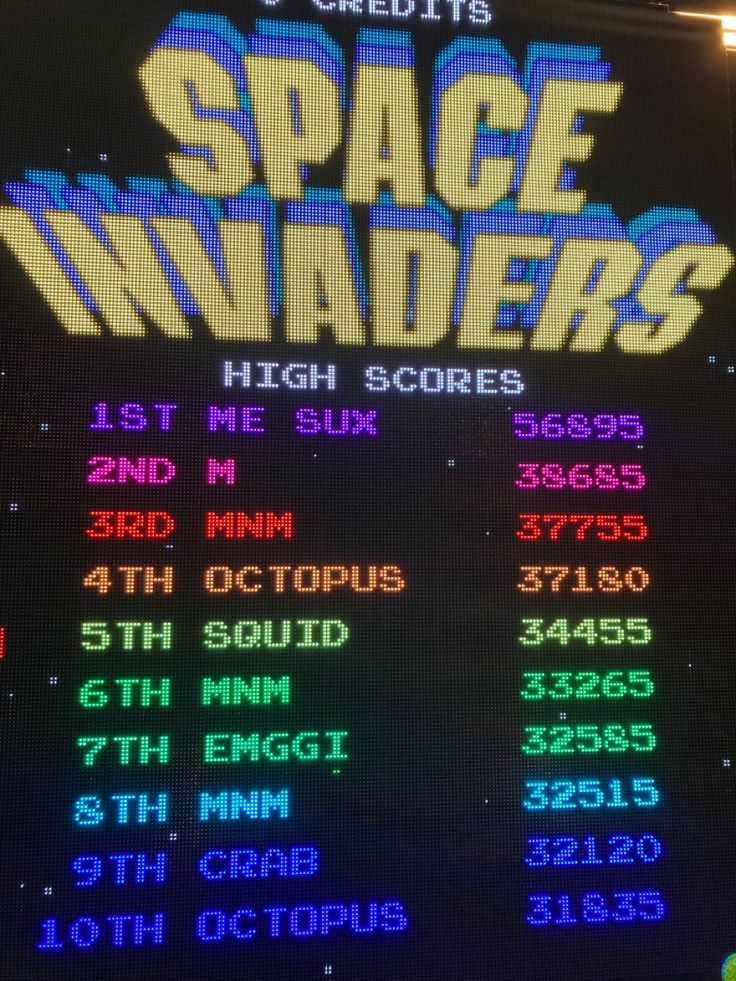 CREDITS
SPACE
INVADERS
HIGH SCORES
1ST ME SUX 56895
2ND M 38685
3RD MNM 37755
4TH OCTOPUS 37180
5TH SQUID 34455
6TH MNM 33265
7TH EMGGI 32585
8TH MNM 32515
9TH CRAB 32120
10TH OCTOPUS 31835